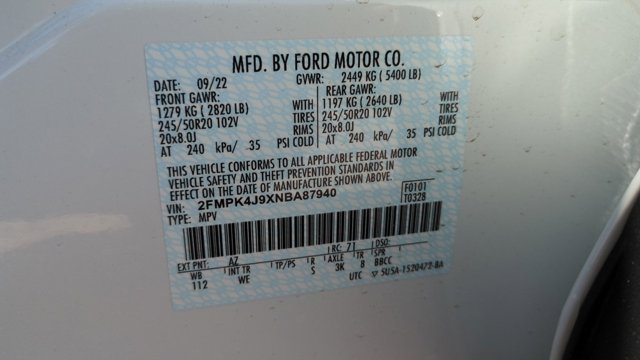 MFD. BY FORD MOTOR CO.
DATE: 09/22 GVWR: 2449 KG ( 5400 LB)
FRONT GAWR: REAR GAWR:
1279 KG ( 2820 LB) WITH 1197 KG ( 2640 LB) WITH
245/50R20 102V TIRES 245/50R20 102V TIRES
20x8.0J RIMS 20x8.0J RIMS
AT 240 kPa/ 35 PSI COLD AT 240 kPa/ 35 PSI COLD
THIS VEHICLE CONFORMS TO ALL APPLICABLE FEDERAL MOTOR
VEHICLE SAFETY AND THEFT PREVENTION STANDARDS
IN EFFECT ON THE DATE OF MANUFACTURE SHOWN ABOVE.
VIN: 2FMPK4J9XNBA87940 F0101
TYPE: MPV T0328
EXT PNT: AZ RC: 71 DSO:
WB INT TR TP/PS R AXLE TR SPR
112 WE S 3K 8 BBCC
UTC 5U5A-1520472-BA